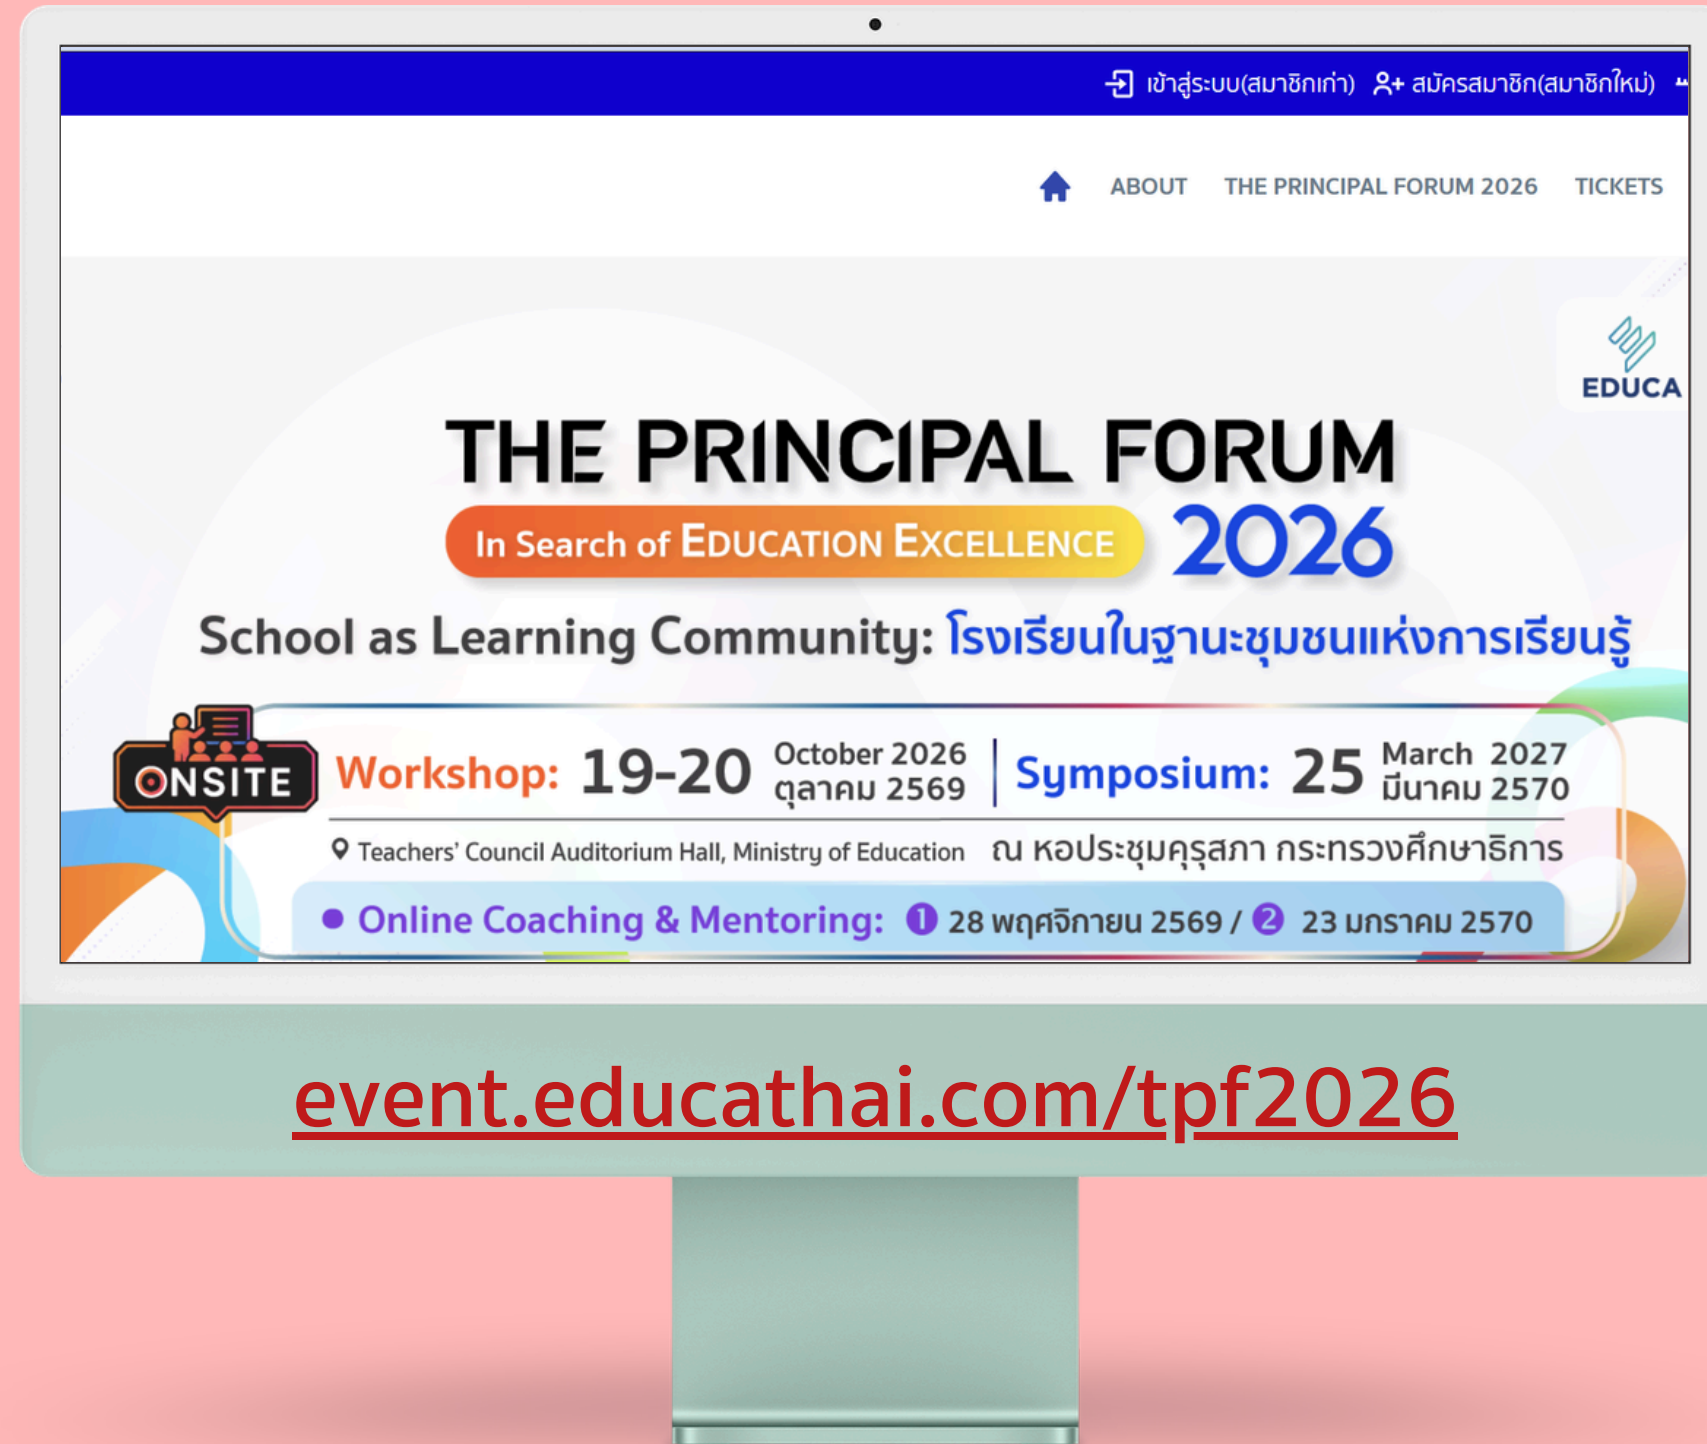 เข้าสู่ระบบ(สมาชิกเก่า) สมัครสมาชิก(สมาชิกใหม่)
ABOUT THE PRINCIPAL FORUM 2026 TICKETS
EDUCA
THE PRINCIPAL FORUM
In Search of EDUCATION EXCELLENCE 2026
School as Learning Community: โรงเรียนในฐานะชุมชนแห่งการเรียนรู้
ONSITE
Workshop: 19-20 October 2026 ตุลาคม 2569 | Symposium: 25 March 2027 มีนาคม 2570
Teachers' Council Auditorium Hall, Ministry of Education ณ หอประชุมคุรุสภา กระทรวงศึกษาธิการ
• Online Coaching & Mentoring: ❶ 28 พฤศจิกายน 2569 / ❷ 23 มกราคม 2570
event.educathai.com/tpf2026